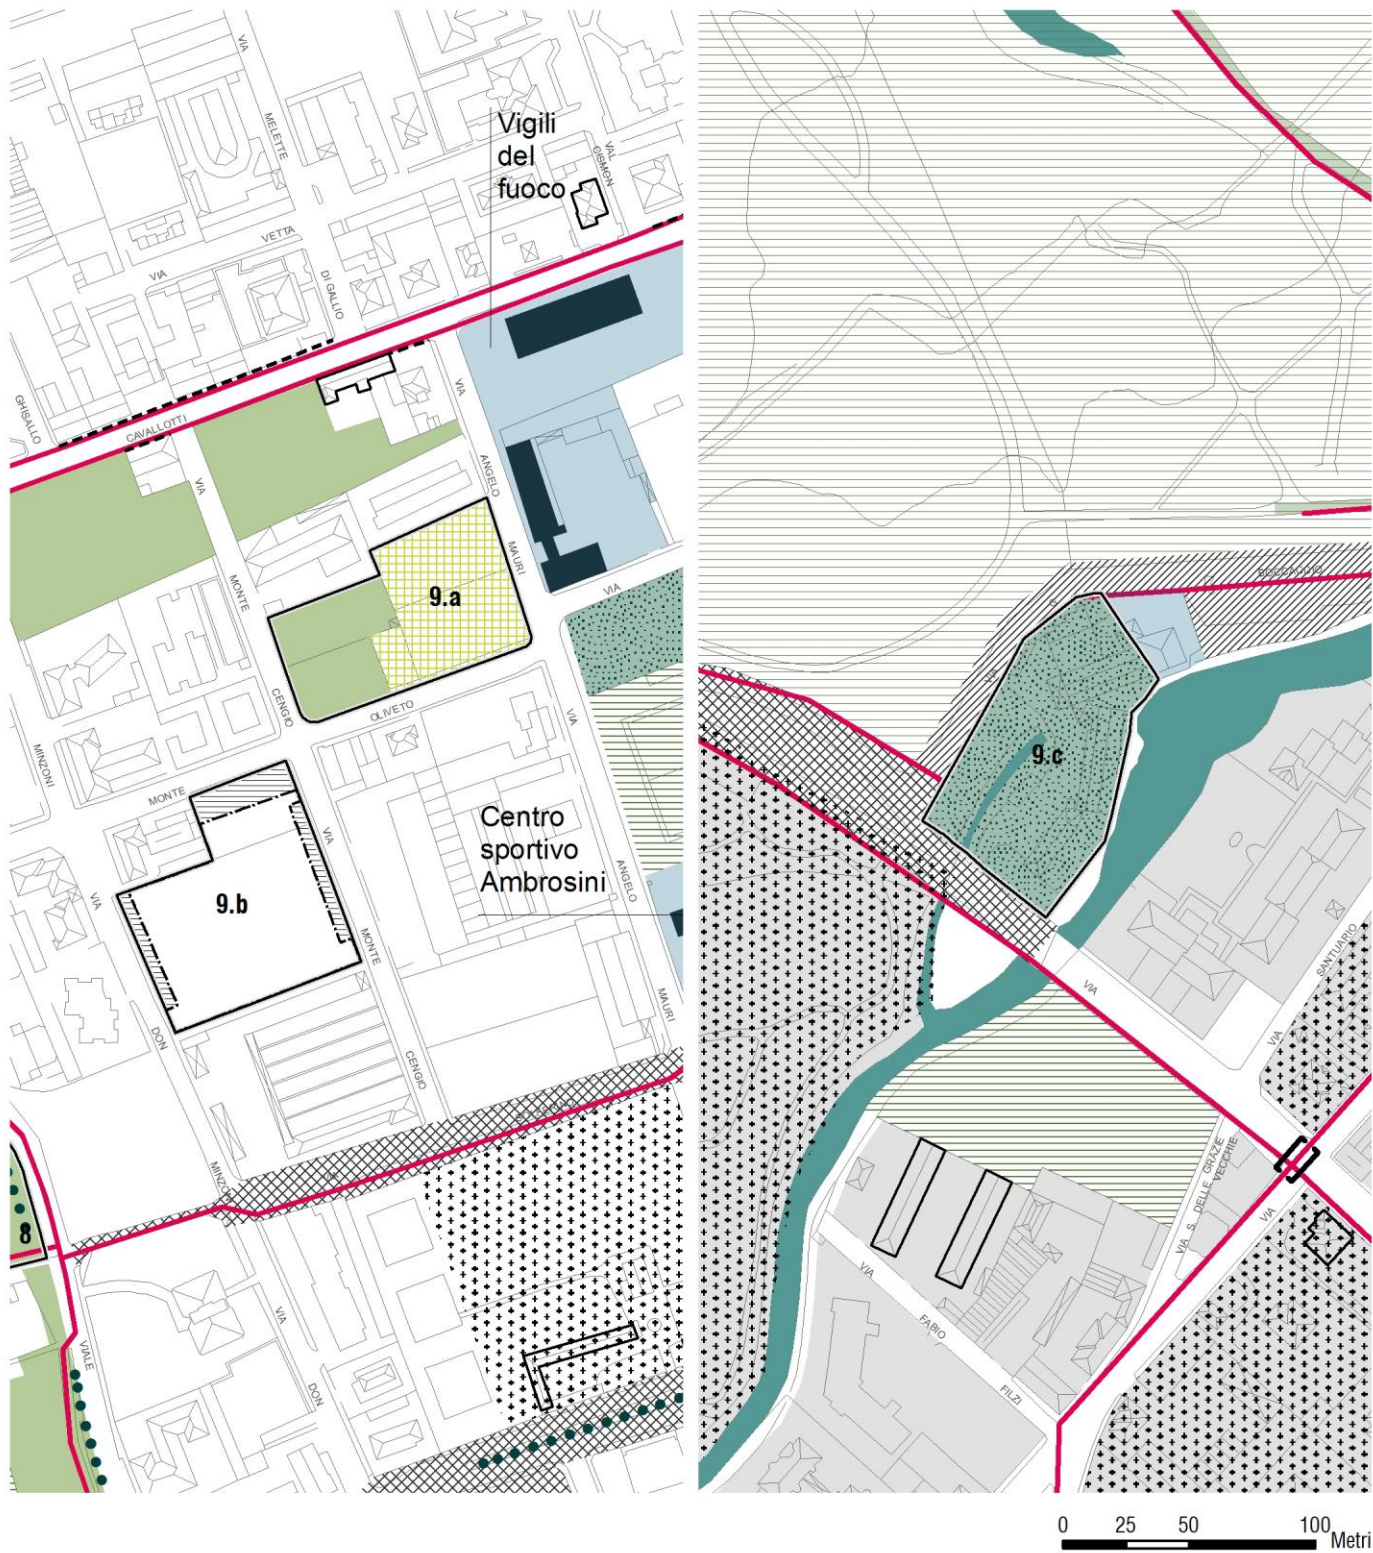 VIA
MELETTE
Vigili
del
fuoco
VAL
CISMON
VETTA
VIA
DI GALLIO
GHISALLO
CAVALLOTTI
VIA
VIA
ANGELO
MAURI
VIA
MONTE
9.a
CENGIO
OLIVETO
VIA
MINZONI
MONTE
VIA
Centro
sportivo
Ambrosini
ANGELO
VIA
9.b
MONTE
MAURI
DON
CENGIO
MINZONI
8
VIA
VIALE
DON
BOCCACCIO
VIA
9.c
SANTUARIO
VIA
VIA
VIA S. DELLE GRAZIE
VECCHIE
VIA
VIA
FABIO
FILZI
0 25 50 100
Metri